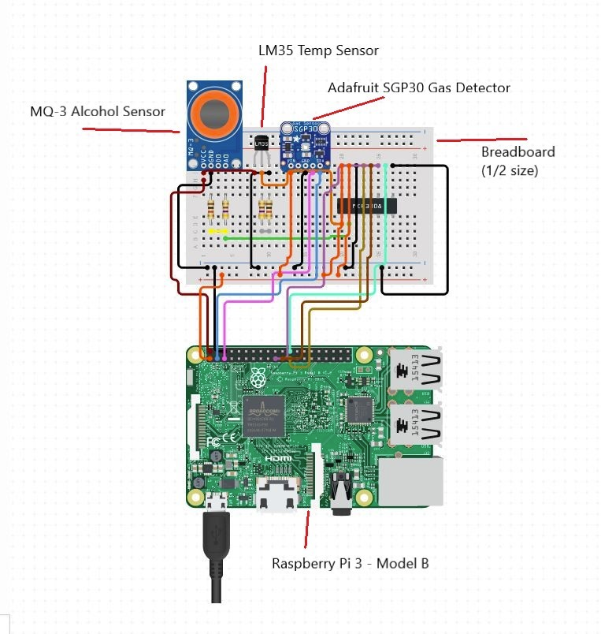 LM35 Temp Sensor
Adafruit SGP30 Gas Detector
MQ-3 Alcohol Sensor
Breadboard
(1/2 size)
MQ-3
LM35
SGP30
HDMI
Raspberry Pi 3 - Model B